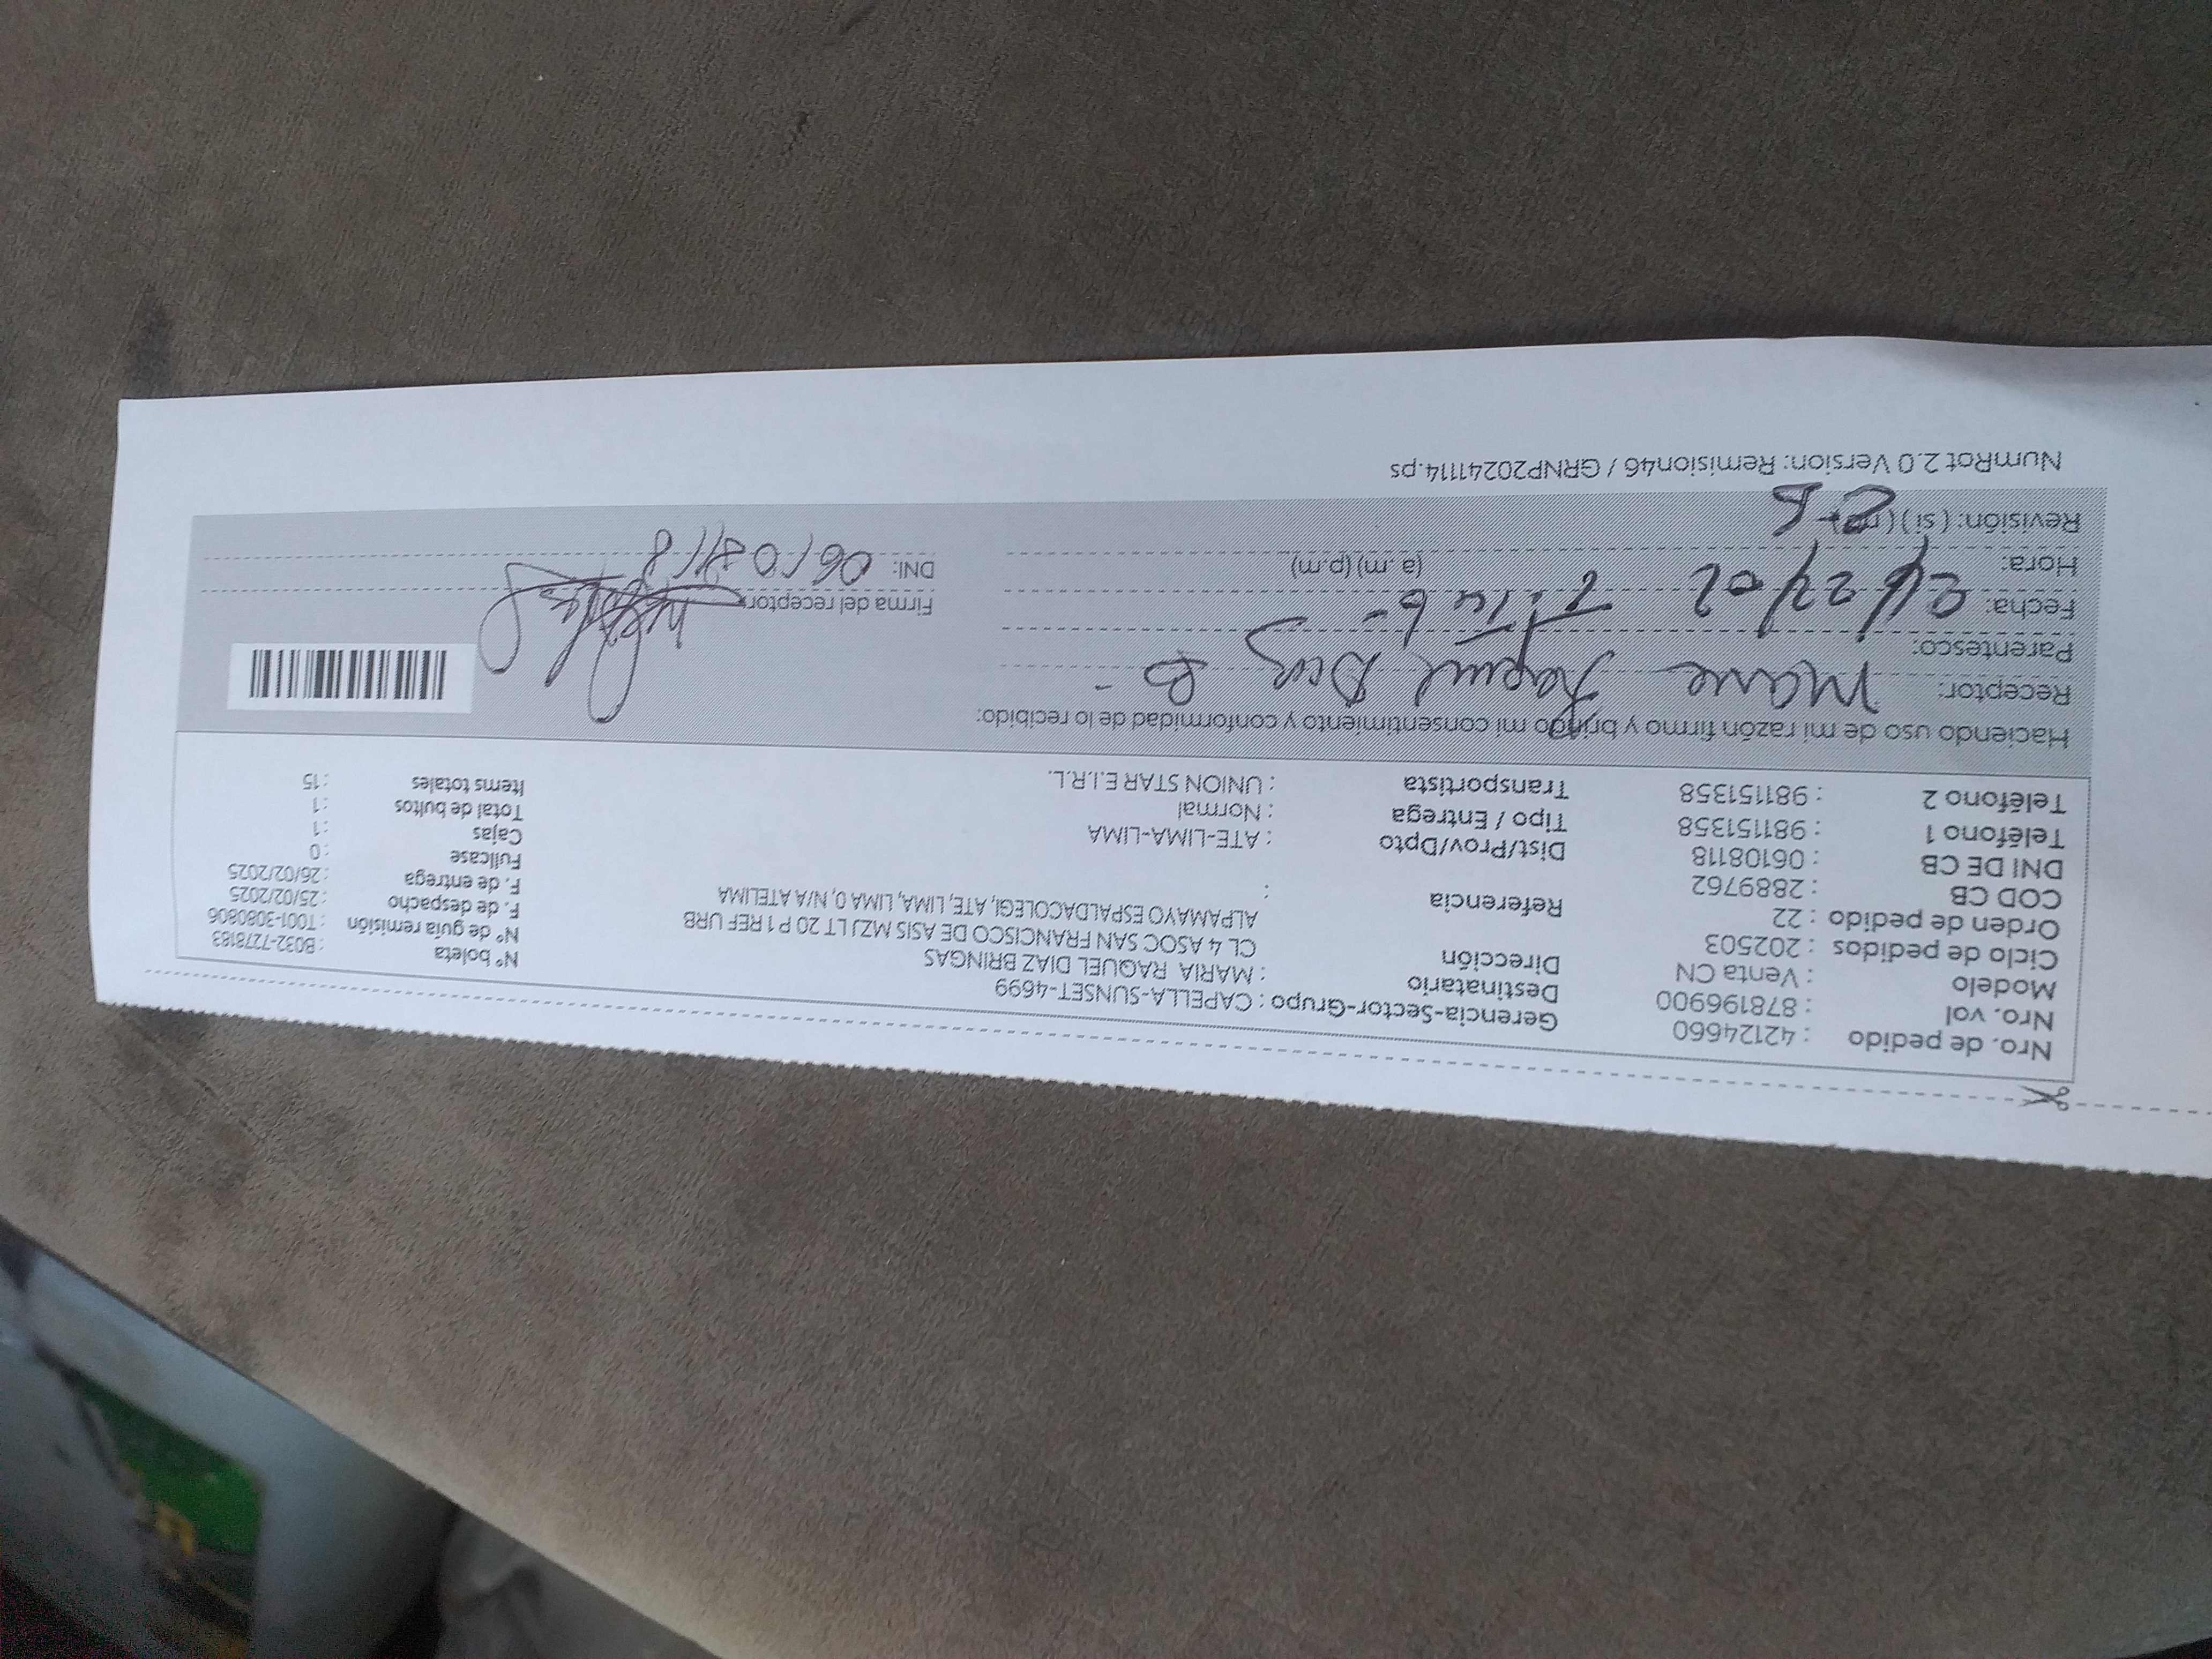 Nro. de pedido : 42124660
Nro. vol : 878196900
Modelo : Venta CN
Ciclo de pedidos : 202503
Orden de pedido : 22
COD CB : 2889762
DNI DE CB : 06108118
Teléfono 1 : 981151358
Teléfono 2 : 981151358
Gerencia-Sector-Grupo : CAPELLA-SUNSET-4699
Destinatario : MARIA RAQUEL DIAZ BRINGAS
Dirección CL 4 ASOC SAN FRANCISCO DE ASIS MZJ LT 20 P 1 REF URB
ALPAMAYO ESPALDACOLEGI, ATE, LIMA, LIMA 0, N/A ATELIMA
Referencia :
Dist/Prov/Dpto : ATE-LIMA-LIMA
Tipo / Entrega : Normal
Transportista : UNION STAR E.I.R.L.
N° boleta : B032-7278183
N° de guia remisión : T001-3080806
F. de despacho : 25/02/2025
F. de entrega : 26/02/2025
Fullcase : 0
Cajas : 1
Total de bultos : 1
Items totales : 15
Haciendo uso de mi razón firmo y brindo mi consentimiento y conformidad de lo recibido:
Receptor: Raquel Diaz B
Parentesco:
Fecha:
Hora: (a.m) (p.m)
Revisión: ( si ) ( no )
Firma del receptor:
DNI: 06108118
NumRot 2.0 Version: Remision46 / GRNP20241114.ps